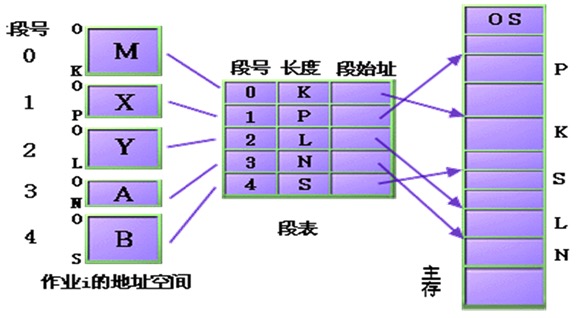 段号
0 O M K
1 O X P
2 O Y L
3 O A N
4 O B S
作业i的地址空间
段号 长度 段始址
0 K
1 P
2 L
3 N
4 S
段表
OS
P
K
S
L
N
主存